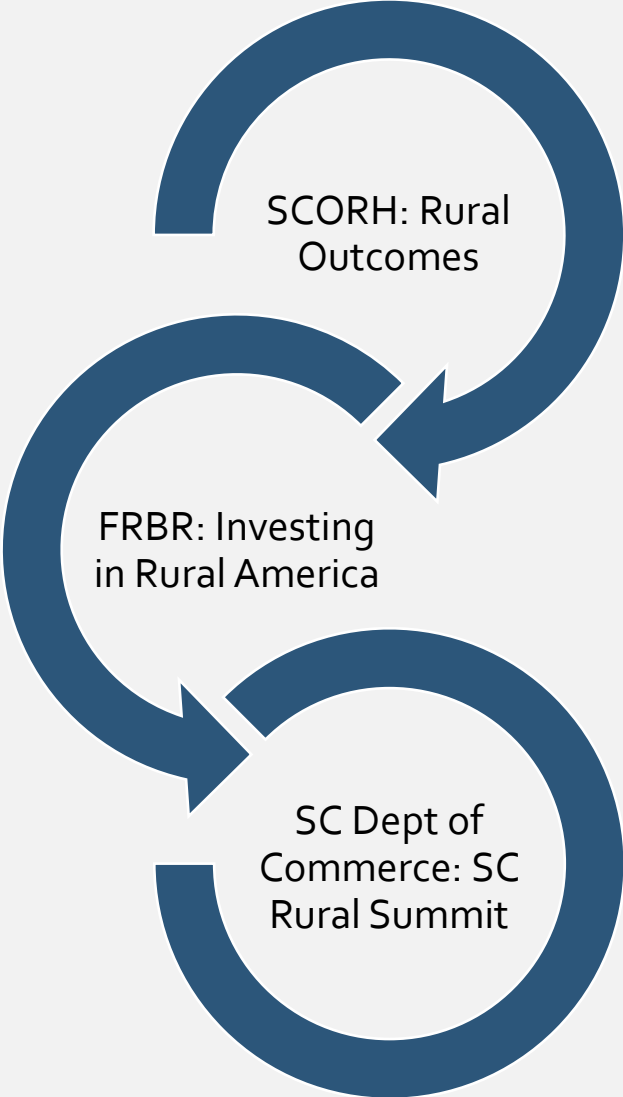 SCORH: Rural
Outcomes
FRBR: Investing
in Rural America
SC Dept of
Commerce: SC
Rural Summit